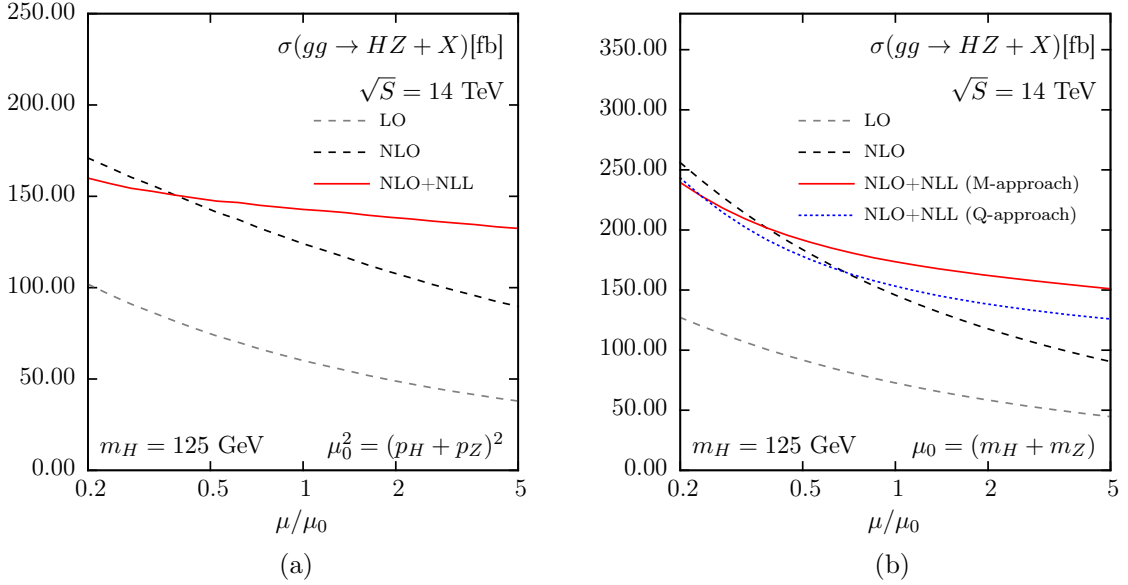 250.00
200.00
150.00
100.00
50.00
0.00
σ(gg → HZ + X)[fb]
√S = 14 TeV
LO
NLO
NLO+NLL
m_H = 125 GeV
μ_0^2 = (p_H + p_Z)^2
0.2 0.5 1 2 5
μ/μ_0
(a)
350.00
300.00
250.00
200.00
150.00
100.00
50.00
0.00
σ(gg → HZ + X)[fb]
√S = 14 TeV
LO
NLO
NLO+NLL (M-approach)
NLO+NLL (Q-approach)
m_H = 125 GeV
μ_0 = (m_H + m_Z)
0.2 0.5 1 2 5
μ/μ_0
(b)